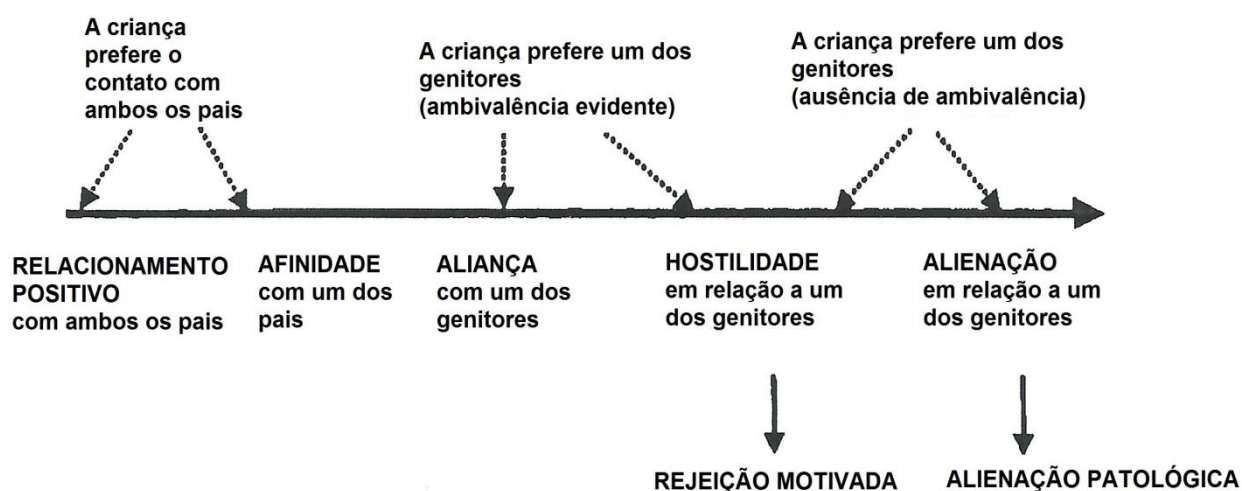 A criança
prefere o
contato com
ambos os pais
A criança prefere um dos
genitores
(ambivalência evidente)
A criança prefere um dos
genitores
(ausência de ambivalência)
RELACIONAMENTO
POSITIVO
com ambos os pais
AFINIDADE
com um dos
pais
ALIANÇA
com um dos
genitores
HOSTILIDADE
em relação a um
dos genitores
ALIENAÇÃO
em relação a um
dos genitores
REJEIÇÃO MOTIVADA
ALIENAÇÃO PATOLÓGICA